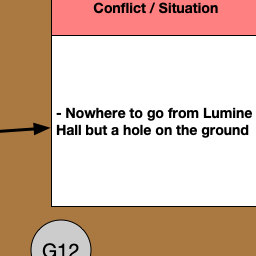 Conflict / Situation
- Nowhere to go from Lumine
Hall but a hole on the ground
G12